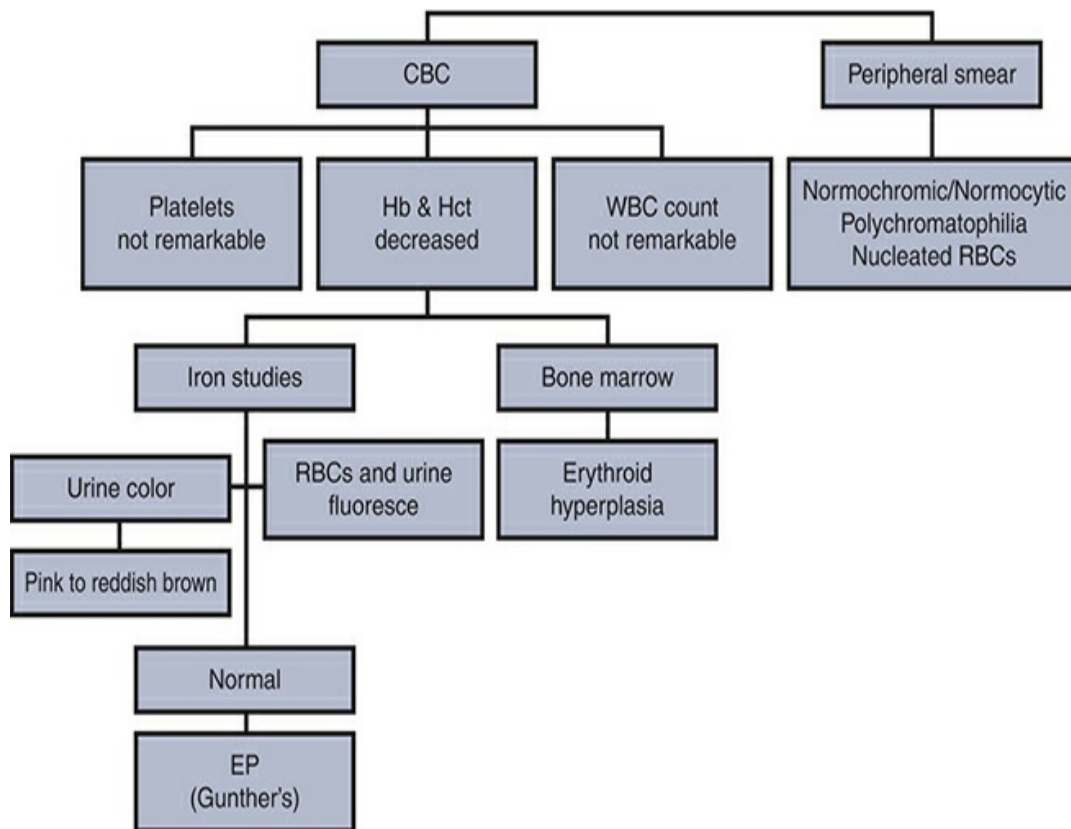 CBC
Peripheral smear
Platelets
not remarkable
Hb & Hct
decreased
WBC count
not remarkable
Normochromic/Normocytic
Polychromatophilia
Nucleated RBCs
Iron studies
Bone marrow
Urine color
RBCs and urine
fluoresce
Erythroid
hyperplasia
Pink to reddish brown
Normal
EP
(Gunther's)